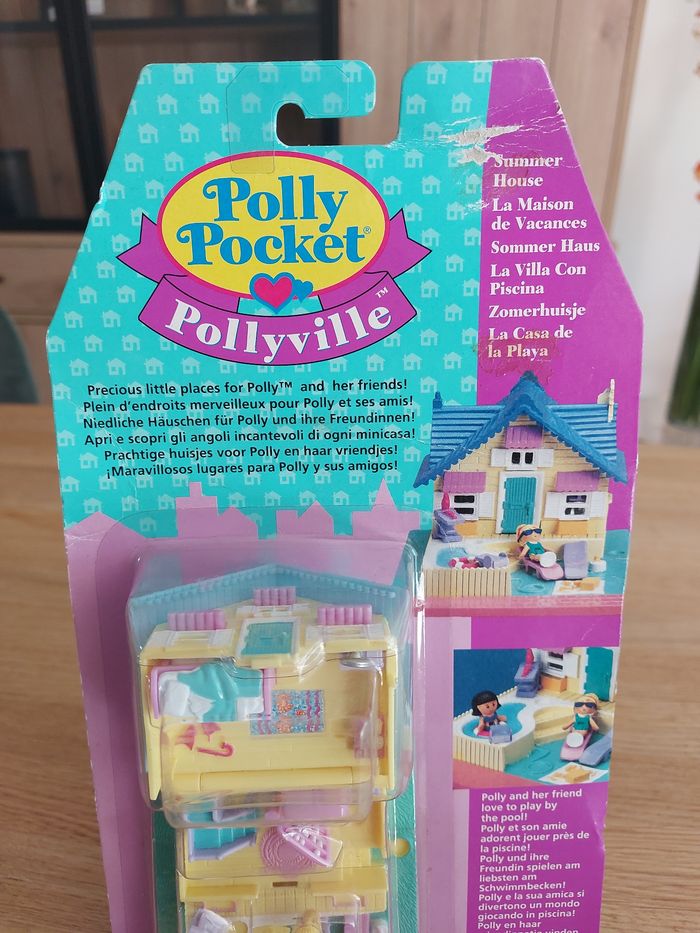 Polly
Pocket®
Pollyville™
Summer
House
La Maison
de Vacances
Sommer Haus
La Villa Con
Piscina
Zomerhuisje
La Casa de
la Playa
Precious little places for Polly™ and her friends!
Plein d'endroits merveilleux pour Polly et ses amis!
Niedliche Häuschen für Polly und ihre Freundinnen!
Apri e scopri gli angoli incantevoli di ogni minicasa!
Prachtige huisjes voor Polly en haar vriendjes!
¡Maravillosos lugares para Polly y sus amigos!
Polly and her friend
love to play by
the pool!
Polly et son amie
adorent jouer près de
la piscine!
Polly und ihre
Freundin spielen am
liebsten am
Schwimmbecken!
Polly e la sua amica si
divertono un mondo
giocando in piscina!
Polly en haar